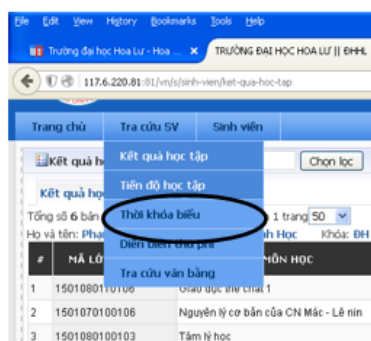 File Edit View History Bookmarks Tools Help
Trường đại học Hoa Lư - Hoa ... × TRƯỜNG ĐẠI HỌC HOA LƯ || ĐHHL
117.6.220.81:81/vn/s/sinh-vien/ket-qua-hoc-tap
Trang chủ Tra cứu SV Sinh viên
Kết quả h Kết quả học tập Chọn lọc
Kết quả họ Tiến độ học tập
Tổng số 6 bản Thời khóa biểu 1 trang 50
Họ và tên: Phạ Diễn biến thu phí nh Học Khóa: ĐH
# MÃ LỚ Tra cứu văn bằng MÔN HỌC
1 1501080110106 Giáo dục thể chất 1
2 1501070100106 Nguyên lý cơ bản của CN Mác - Lê nin
3 1501080100103 Tâm lý học